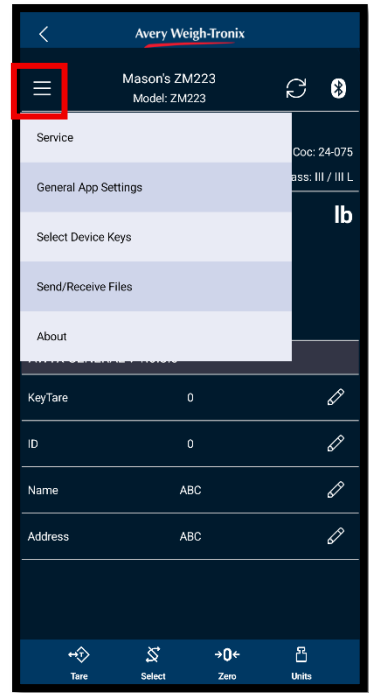 Avery Weigh-Tronix
Mason's ZM223
Model: ZM223
Service
Coc: 24-075
General App Settings
ass: III / III L
Select Device Keys
lb
Send/Receive Files
About
KeyTare 0
ID 0
Name ABC
Address ABC
T
0
Tare Select Zero Units